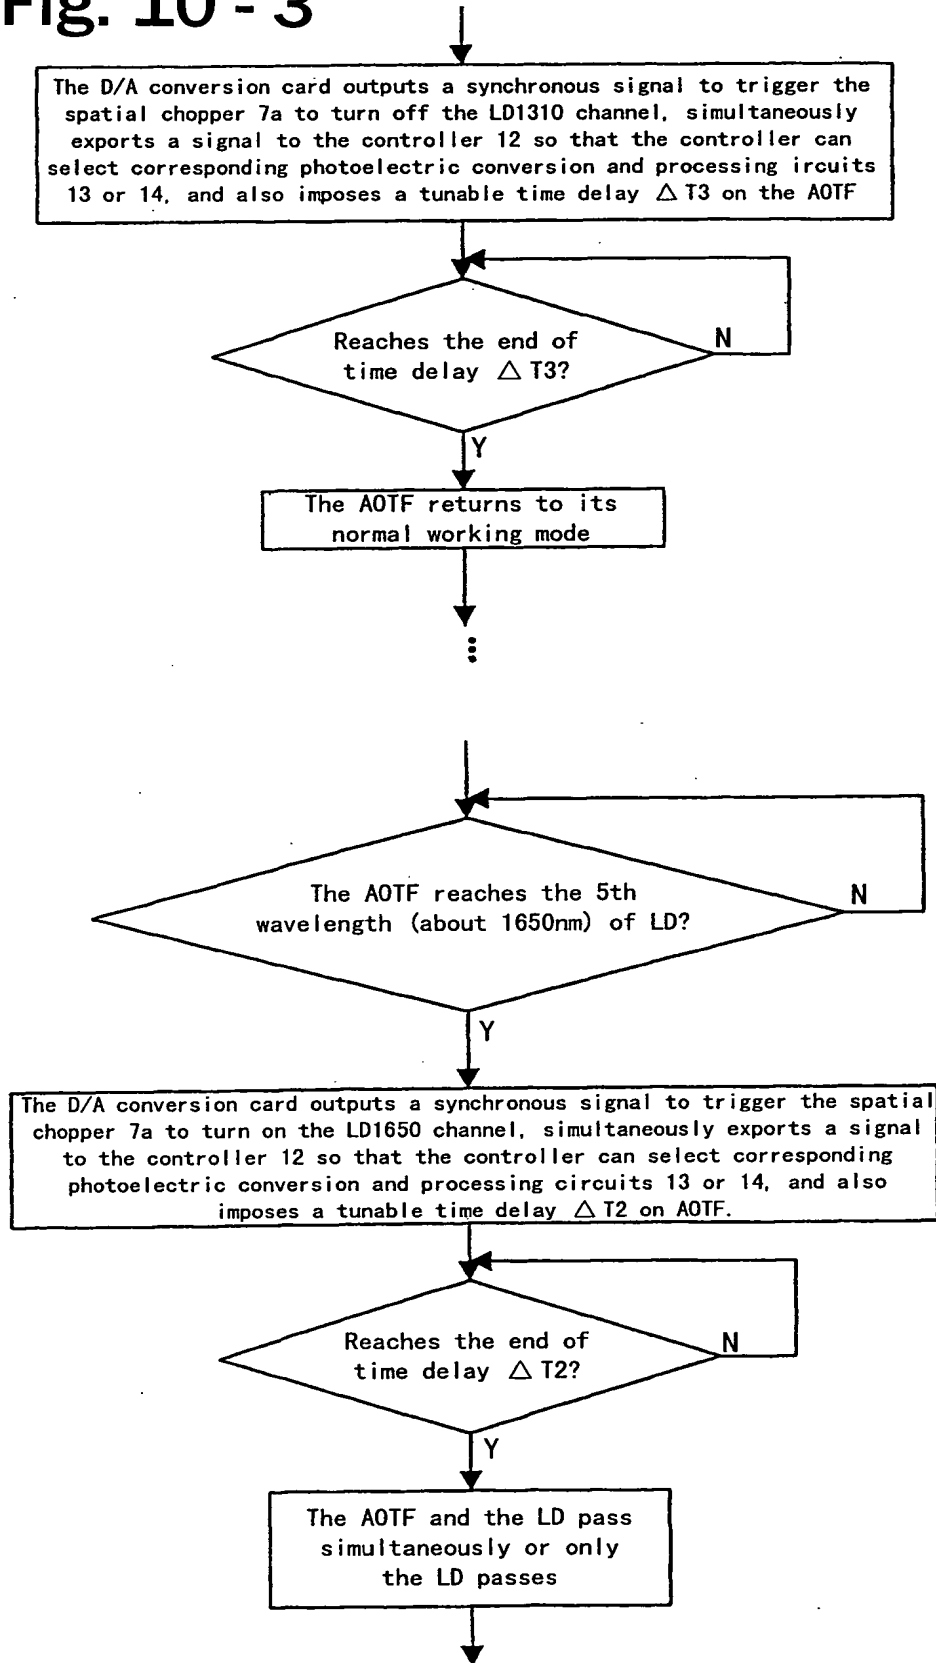 Fig. 10 - 3
The D/A conversion card outputs a synchronous signal to trigger the
spatial chopper 7a to turn off the LD1310 channel, simultaneously
exports a signal to the controller 12 so that the controller can
select corresponding photoelectric conversion and processing ircuits
13 or 14, and also imposes a tunable time delay △T3 on the AOTF
Reaches the end of
time delay △T3?
N
Y
The AOTF returns to its
normal working mode
⋮
The AOTF reaches the 5th
wavelength (about 1650nm) of LD?
N
Y
The D/A conversion card outputs a synchronous signal to trigger the spatial
chopper 7a to turn on the LD1650 channel, simultaneously exports a signal
to the controller 12 so that the controller can select corresponding
photoelectric conversion and processing circuits 13 or 14, and also
imposes a tunable time delay △T2 on AOTF.
Reaches the end of
time delay △T2?
N
Y
The AOTF and the LD pass
simultaneously or only
the LD passes